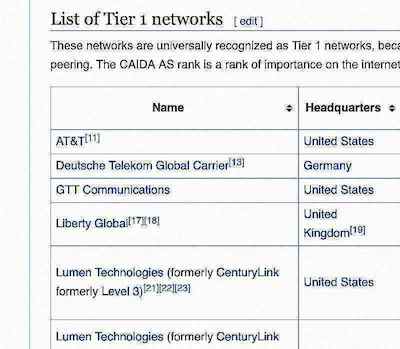 List of Tier 1 networks [ edit ]
These networks are universally recognized as Tier 1 networks, beca
peering. The CAIDA AS rank is a rank of importance on the internet
Name Headquarters
AT&T[11] United States
Deutsche Telekom Global Carrier[13] Germany
GTT Communications United States
Liberty Global[17][18] United
Kingdom[19]
Lumen Technologies (formerly CenturyLink
formerly Level 3)[21][22][23] United States
Lumen Technologies (formerly CenturyLink